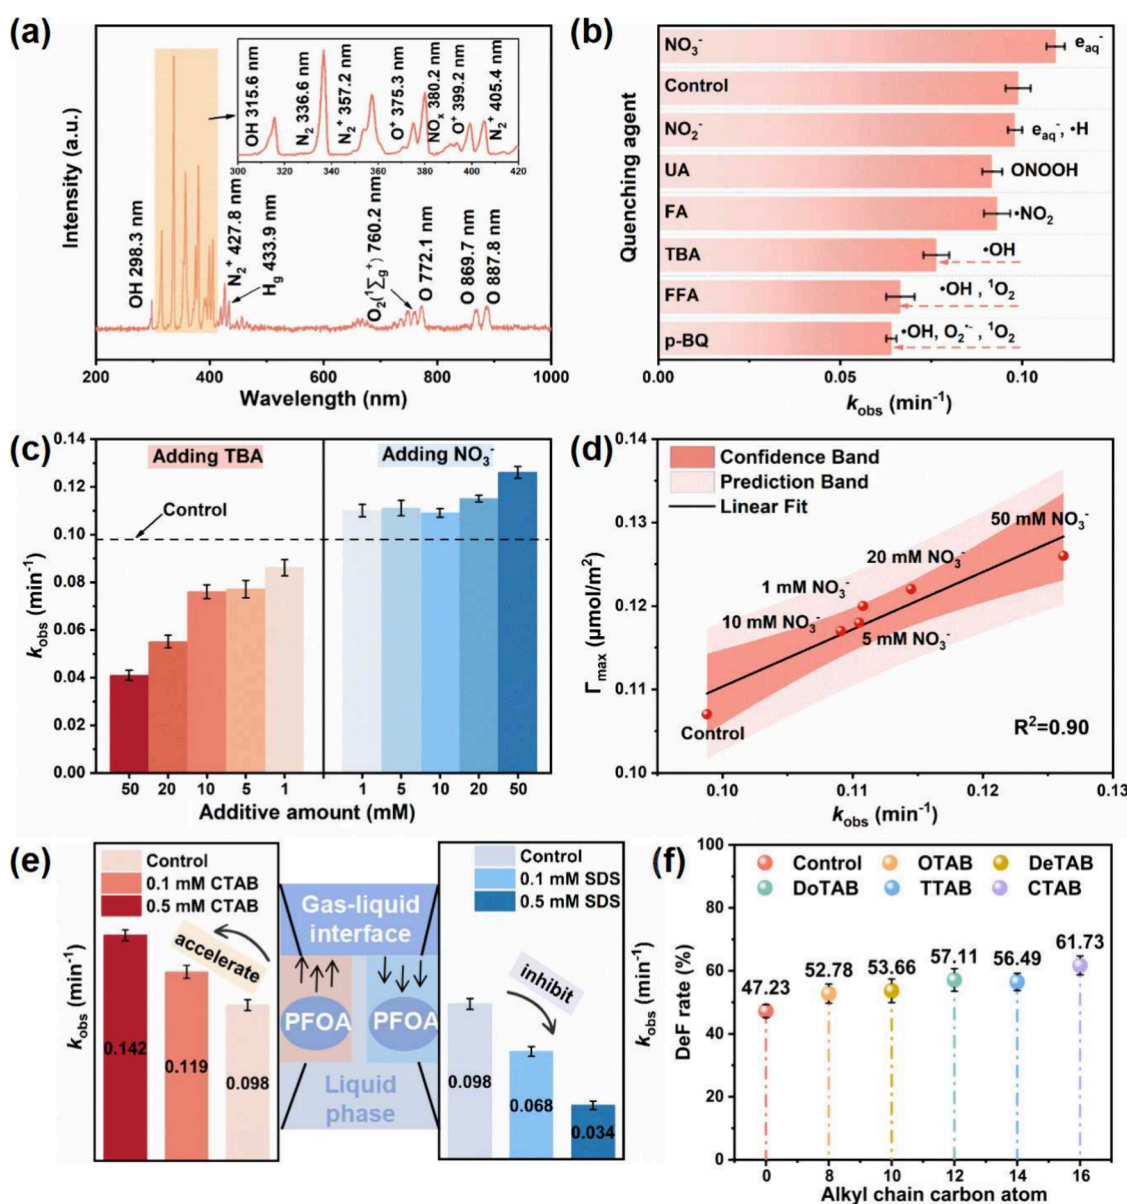 (a)
Intensity (a.u.)
OH 315.6 nm
N₂ 336.6 nm
N₂⁺ 357.2 nm
O⁺ 375.3 nm
NOₓ 380.2 nm
O⁺ 399.2 nm
N₂⁺ 405.4 nm
300 320 340 360 380 400 420
OH 298.3 nm
N₂⁺ 427.8 nm
Hg 433.9 nm
O₂(¹Σg⁺) 760.2 nm
O 772.1 nm
O 869.7 nm
O 887.8 nm
200 400 600 800 1000
Wavelength (nm)
(b)
Quenching agent
NO₃⁻ eaq⁻
Control
NO₂⁻ eaq⁻, •H
UA ONOOH
FA •NO₂
TBA •OH
FFA •OH , ¹O₂
p-BQ •OH, O₂•⁻, ¹O₂
0.00 0.05 0.10
kobs (min⁻¹)
(c)
kobs (min⁻¹)
0.14
0.12
0.10
0.08
0.06
0.04
0.02
0.00
Adding TBA
Adding NO₃⁻
Control
50 20 10 5 1 1 5 10 20 50
Additive amount (mM)
(d)
Γmax (μmol/m²)
0.14
0.13
0.12
0.11
0.10
Confidence Band
Prediction Band
Linear Fit
50 mM NO₃⁻
20 mM NO₃⁻
1 mM NO₃⁻
10 mM NO₃⁻
5 mM NO₃⁻
Control
R²=0.90
0.10 0.11 0.12 0.13
kobs (min⁻¹)
(e)
kobs (min⁻¹)
Control
0.1 mM CTAB
0.5 mM CTAB
accelerate
0.142
0.119
0.098
Gas-liquid
interface
PFOA PFOA
Liquid
phase
Control
0.1 mM SDS
0.5 mM SDS
inhibit
0.098
0.068
0.034
kobs (min⁻¹)
(f)
DeF rate (%)
100
80
60
40
20
0
Control OTAB DeTAB
DoTAB TTAB CTAB
47.23
52.78
53.66
57.11
56.49
61.73
0 8 10 12 14 16
Alkyl chain carbon atom